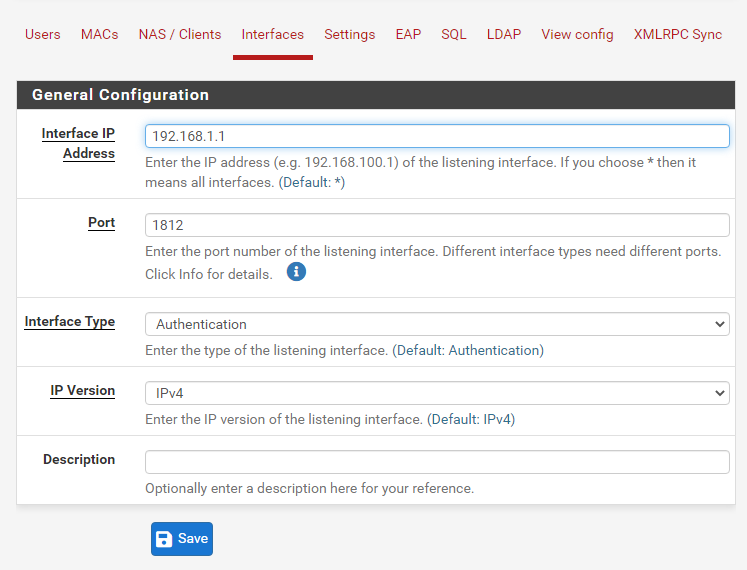 Users MACs NAS / Clients Interfaces Settings EAP SQL LDAP View config XMLRPC Sync
General Configuration
Interface IP
Address
192.168.1.1
Enter the IP address (e.g. 192.168.100.1) of the listening interface. If you choose * then it
means all interfaces. (Default: *)
Port
1812
Enter the port number of the listening interface. Different interface types need different ports.
Click Info for details.
Interface Type
Authentication
Enter the type of the listening interface. (Default: Authentication)
IP Version
IPv4
Enter the IP version of the listening interface. (Default: IPv4)
Description
Optionally enter a description here for your reference.
Save